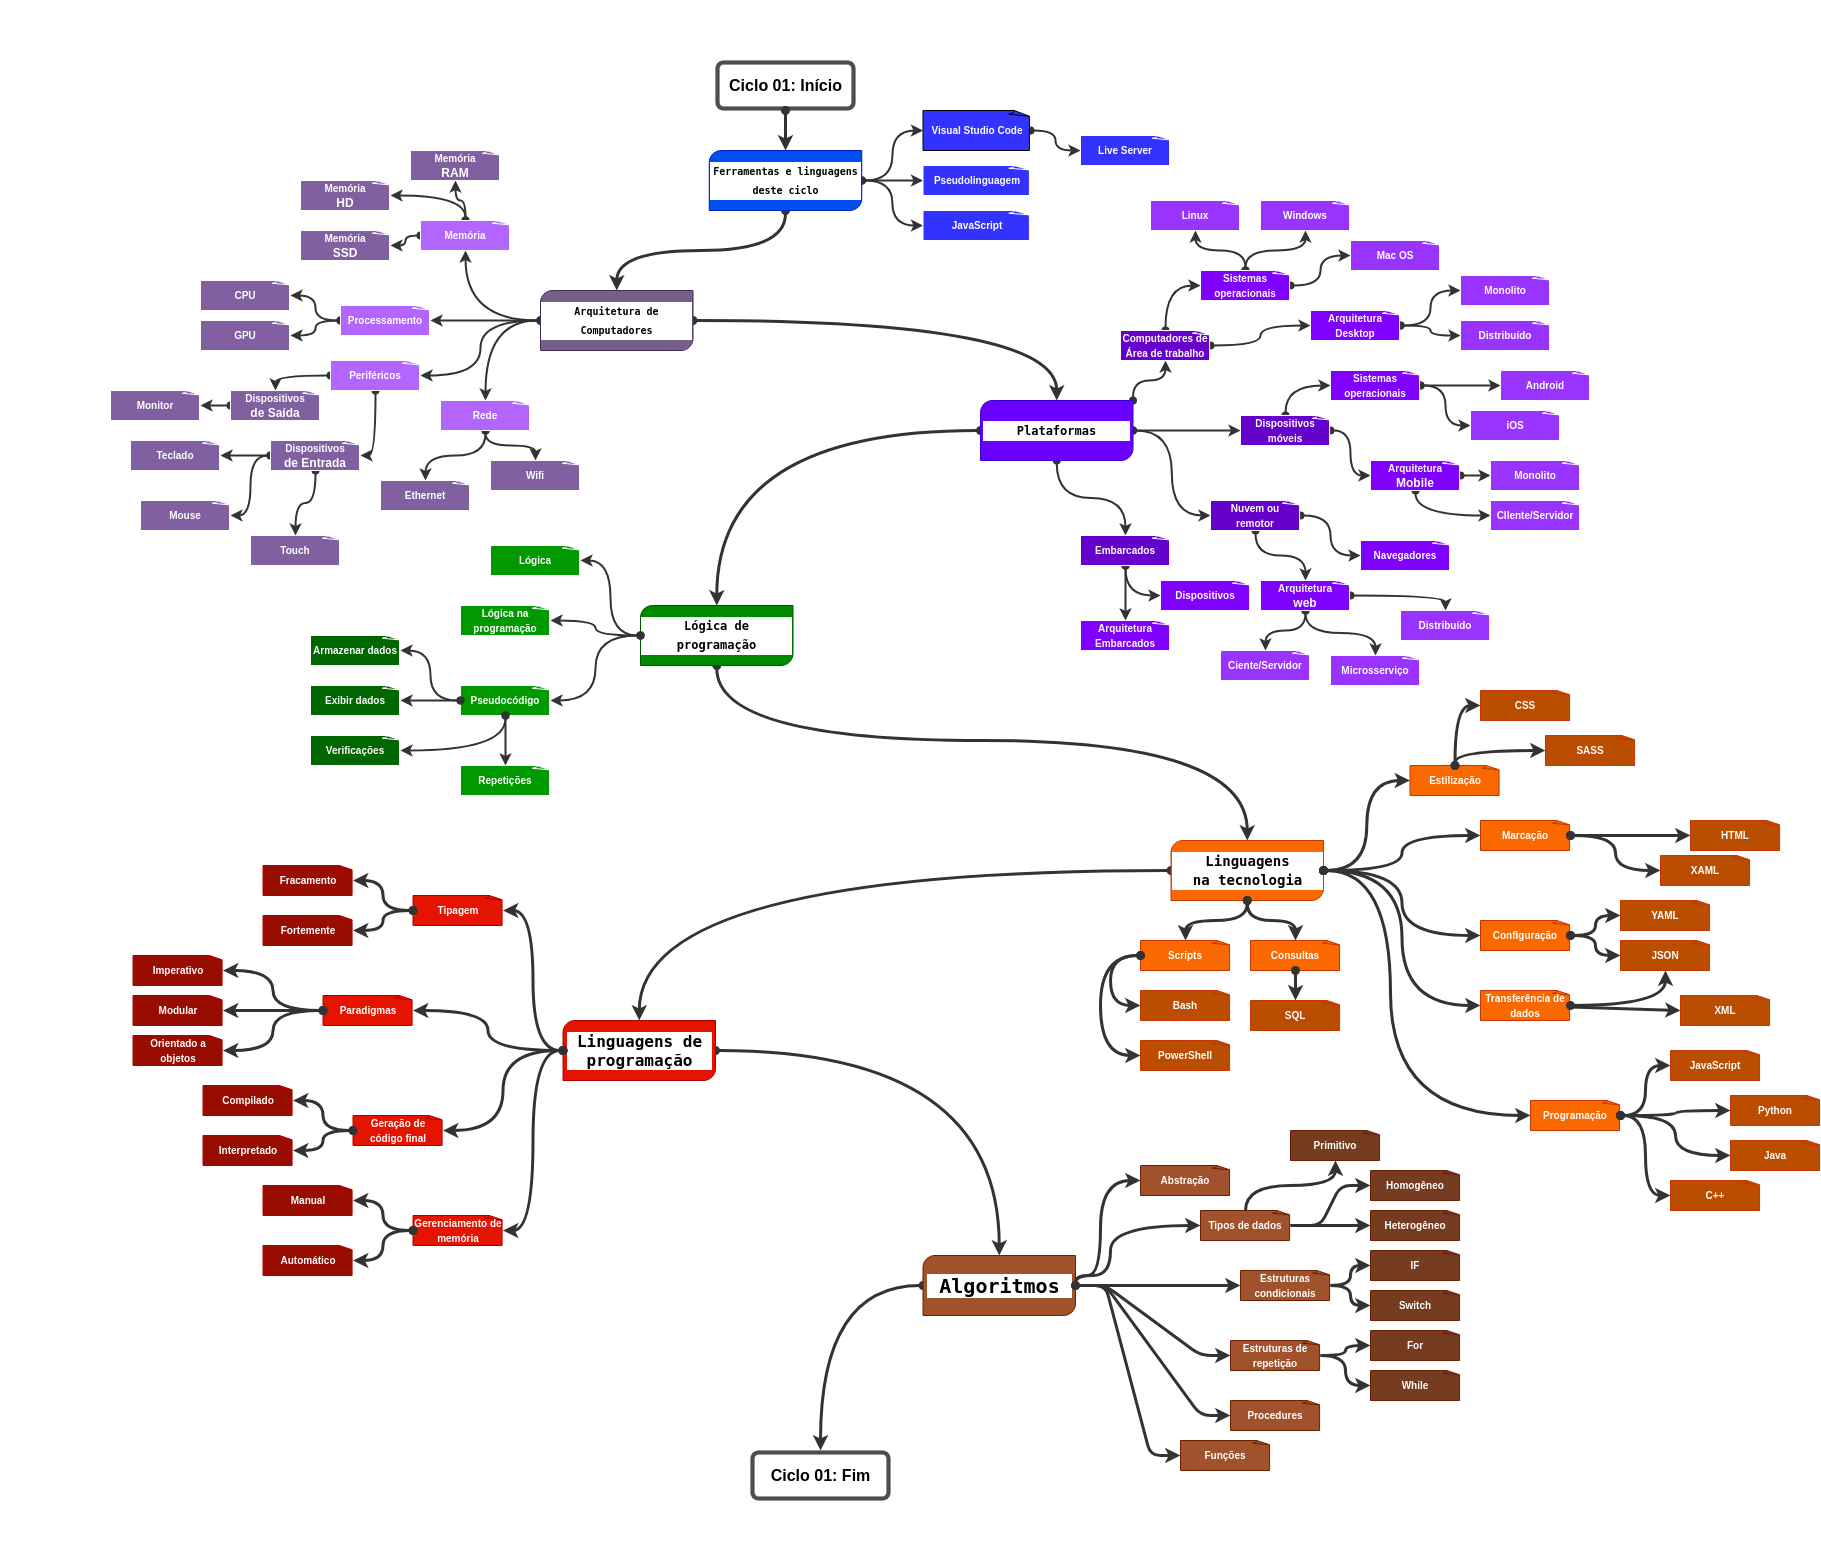 Ciclo 01: Início
Ferramentas e linguagens
deste ciclo
Visual Studio Code
Live Server
Pseudolinguagem
JavaScript
Arquitetura de
Computadores
Memória
Memória
RAM
Memória
HD
Memória
SSD
Processamento
CPU
GPU
Periféricos
Dispositivos
de Saída
Monitor
Dispositivos
de Entrada
Teclado
Mouse
Touch
Rede
Ethernet
Wifi
Plataformas
Computadores de
Área de trabalho
Sistemas
operacionais
Linux
Windows
Mac OS
Arquitetura
Desktop
Monolito
Distribuído
Dispositivos
móveis
Sistemas
operacionais
Android
iOS
Arquitetura
Mobile
Monolito
Cllente/Servidor
Nuvem ou
remotor
Navegadores
Arquitetura
web
Distribuído
Ciente/Servidor
Microsserviço
Embarcados
Dispositivos
Arquitetura
Embarcados
Lógica de
programação
Lógica
Lógica na
programação
Pseudocódigo
Armazenar dados
Exibir dados
Verificações
Repetições
Linguagens
na tecnologia
Estilização
CSS
SASS
Marcação
HTML
XAML
Configuração
YAML
JSON
Transferência de
dados
XML
Programação
JavaScript
Python
Java
C++
Scripts
Bash
PowerShell
Consultas
SQL
Linguagens de
programação
Tipagem
Fracamento
Fortemente
Paradigmas
Imperativo
Modular
Orientado a
objetos
Geração de
código final
Compilado
Interpretado
Gerenciamento de
memória
Manual
Automático
Algoritmos
Abstração
Tipos de dados
Primitivo
Homogêneo
Heterogêneo
Estruturas
condicionais
IF
Switch
Estruturas de
repetição
For
While
Procedures
Funções
Ciclo 01: Fim